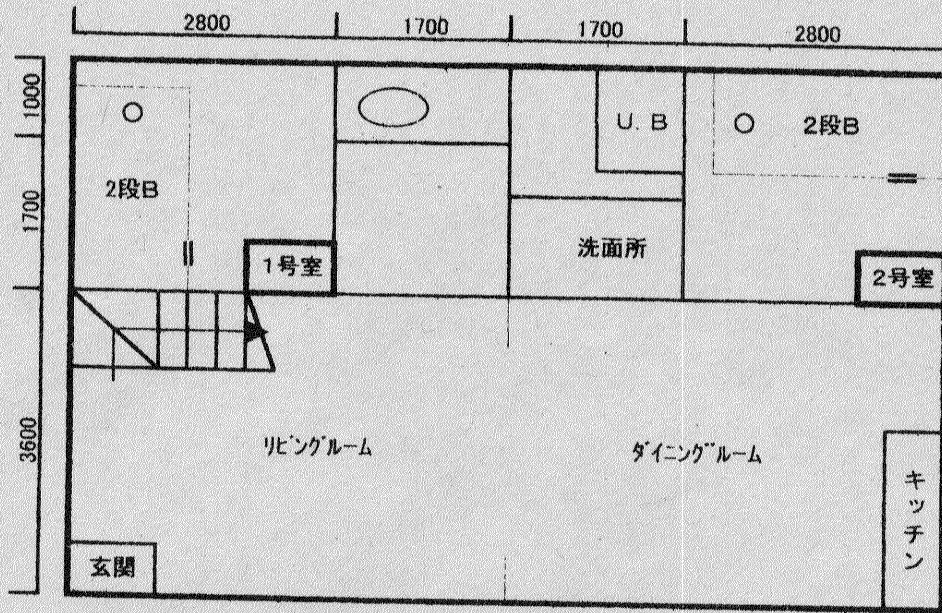 2800
1700
1700
2800
1000
1700
3600
2段B
1号室
U. B
洗面所
2段B
2号室
リビングルーム
ダイニングルーム
キッチン
玄関